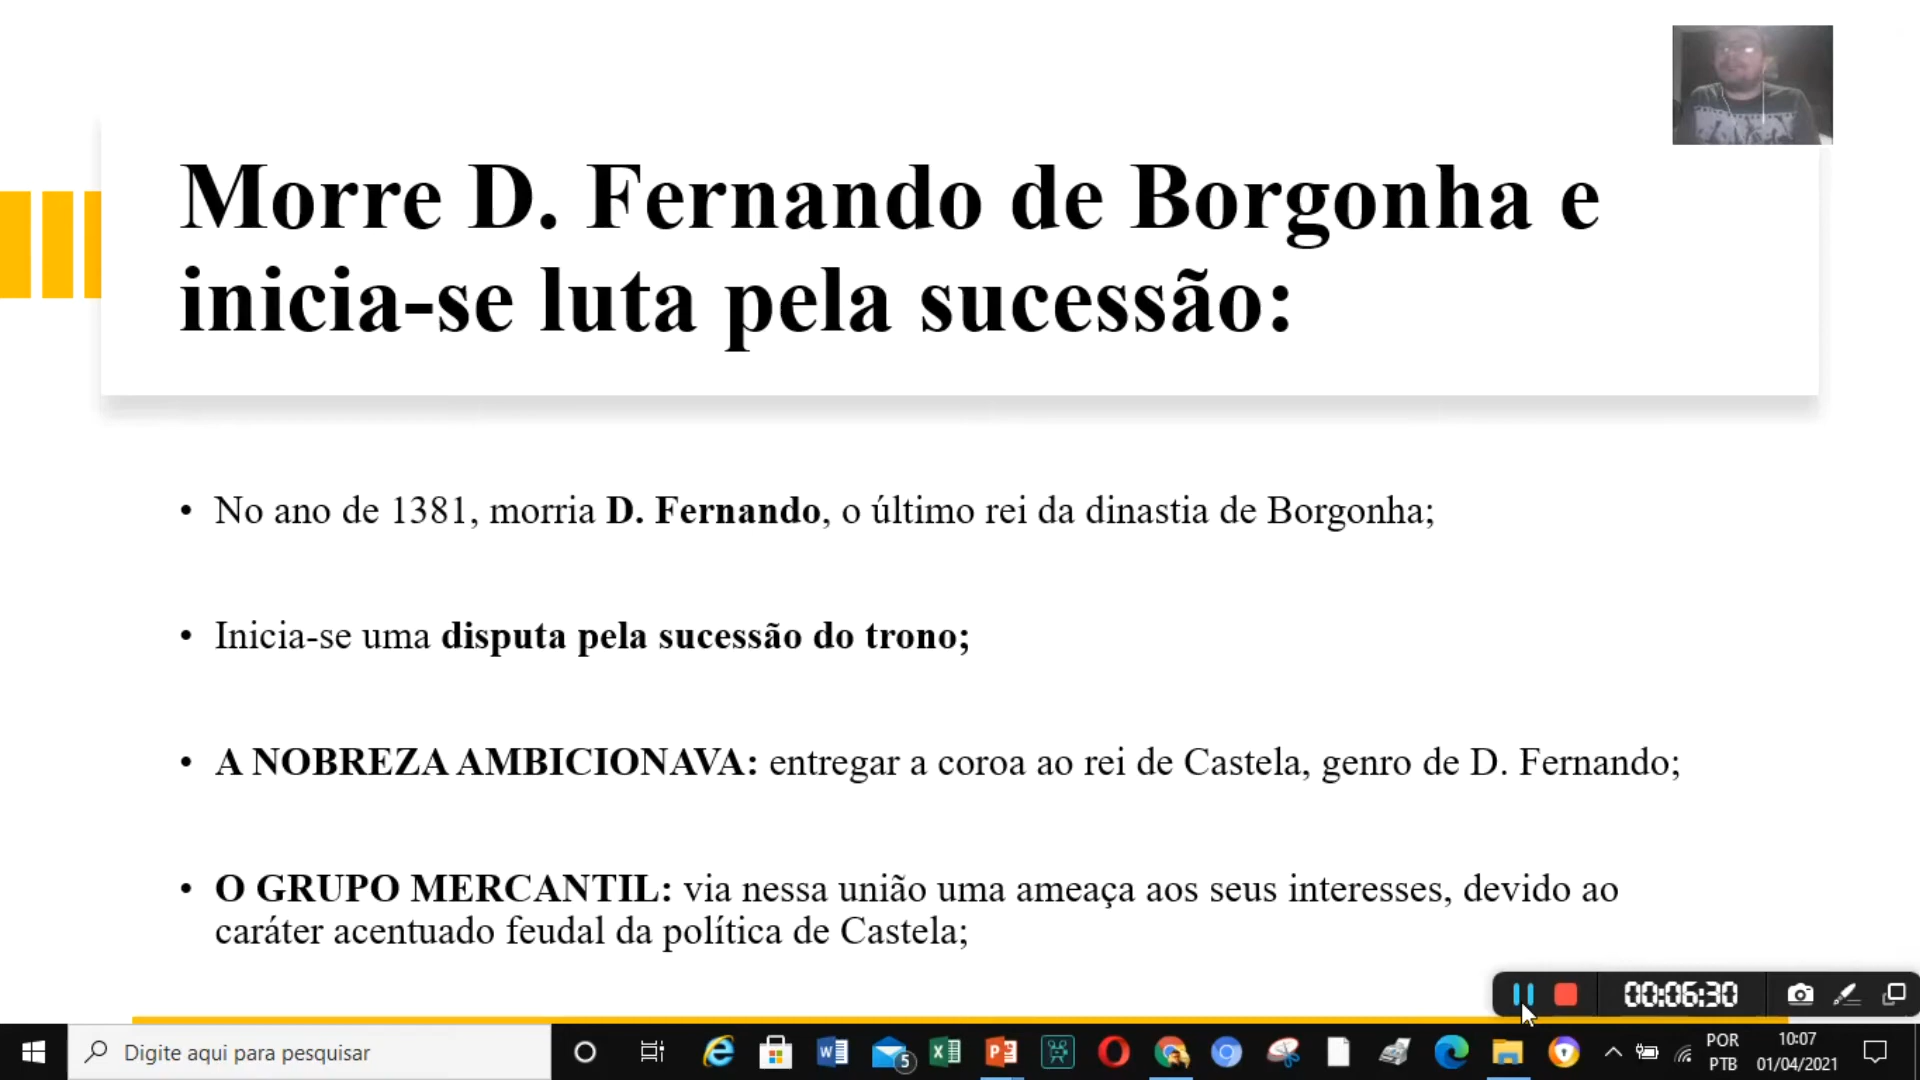 Morre D. Fernando de Borgonha e
inicia-se luta pela sucessão:
• No ano de 1381, morria D. Fernando, o último rei da dinastia de Borgonha;
• Inicia-se uma disputa pela sucessão do trono;
• A NOBREZA AMBICIONAVA: entregar a coroa ao rei de Castela, genro de D. Fernando;
• O GRUPO MERCANTIL: via nessa união uma ameaça aos seus interesses, devido ao
caráter acentuado feudal da política de Castela;
00:06:30
Digite aqui para pesquisar
5
POR
PTB
10:07
01/04/2021